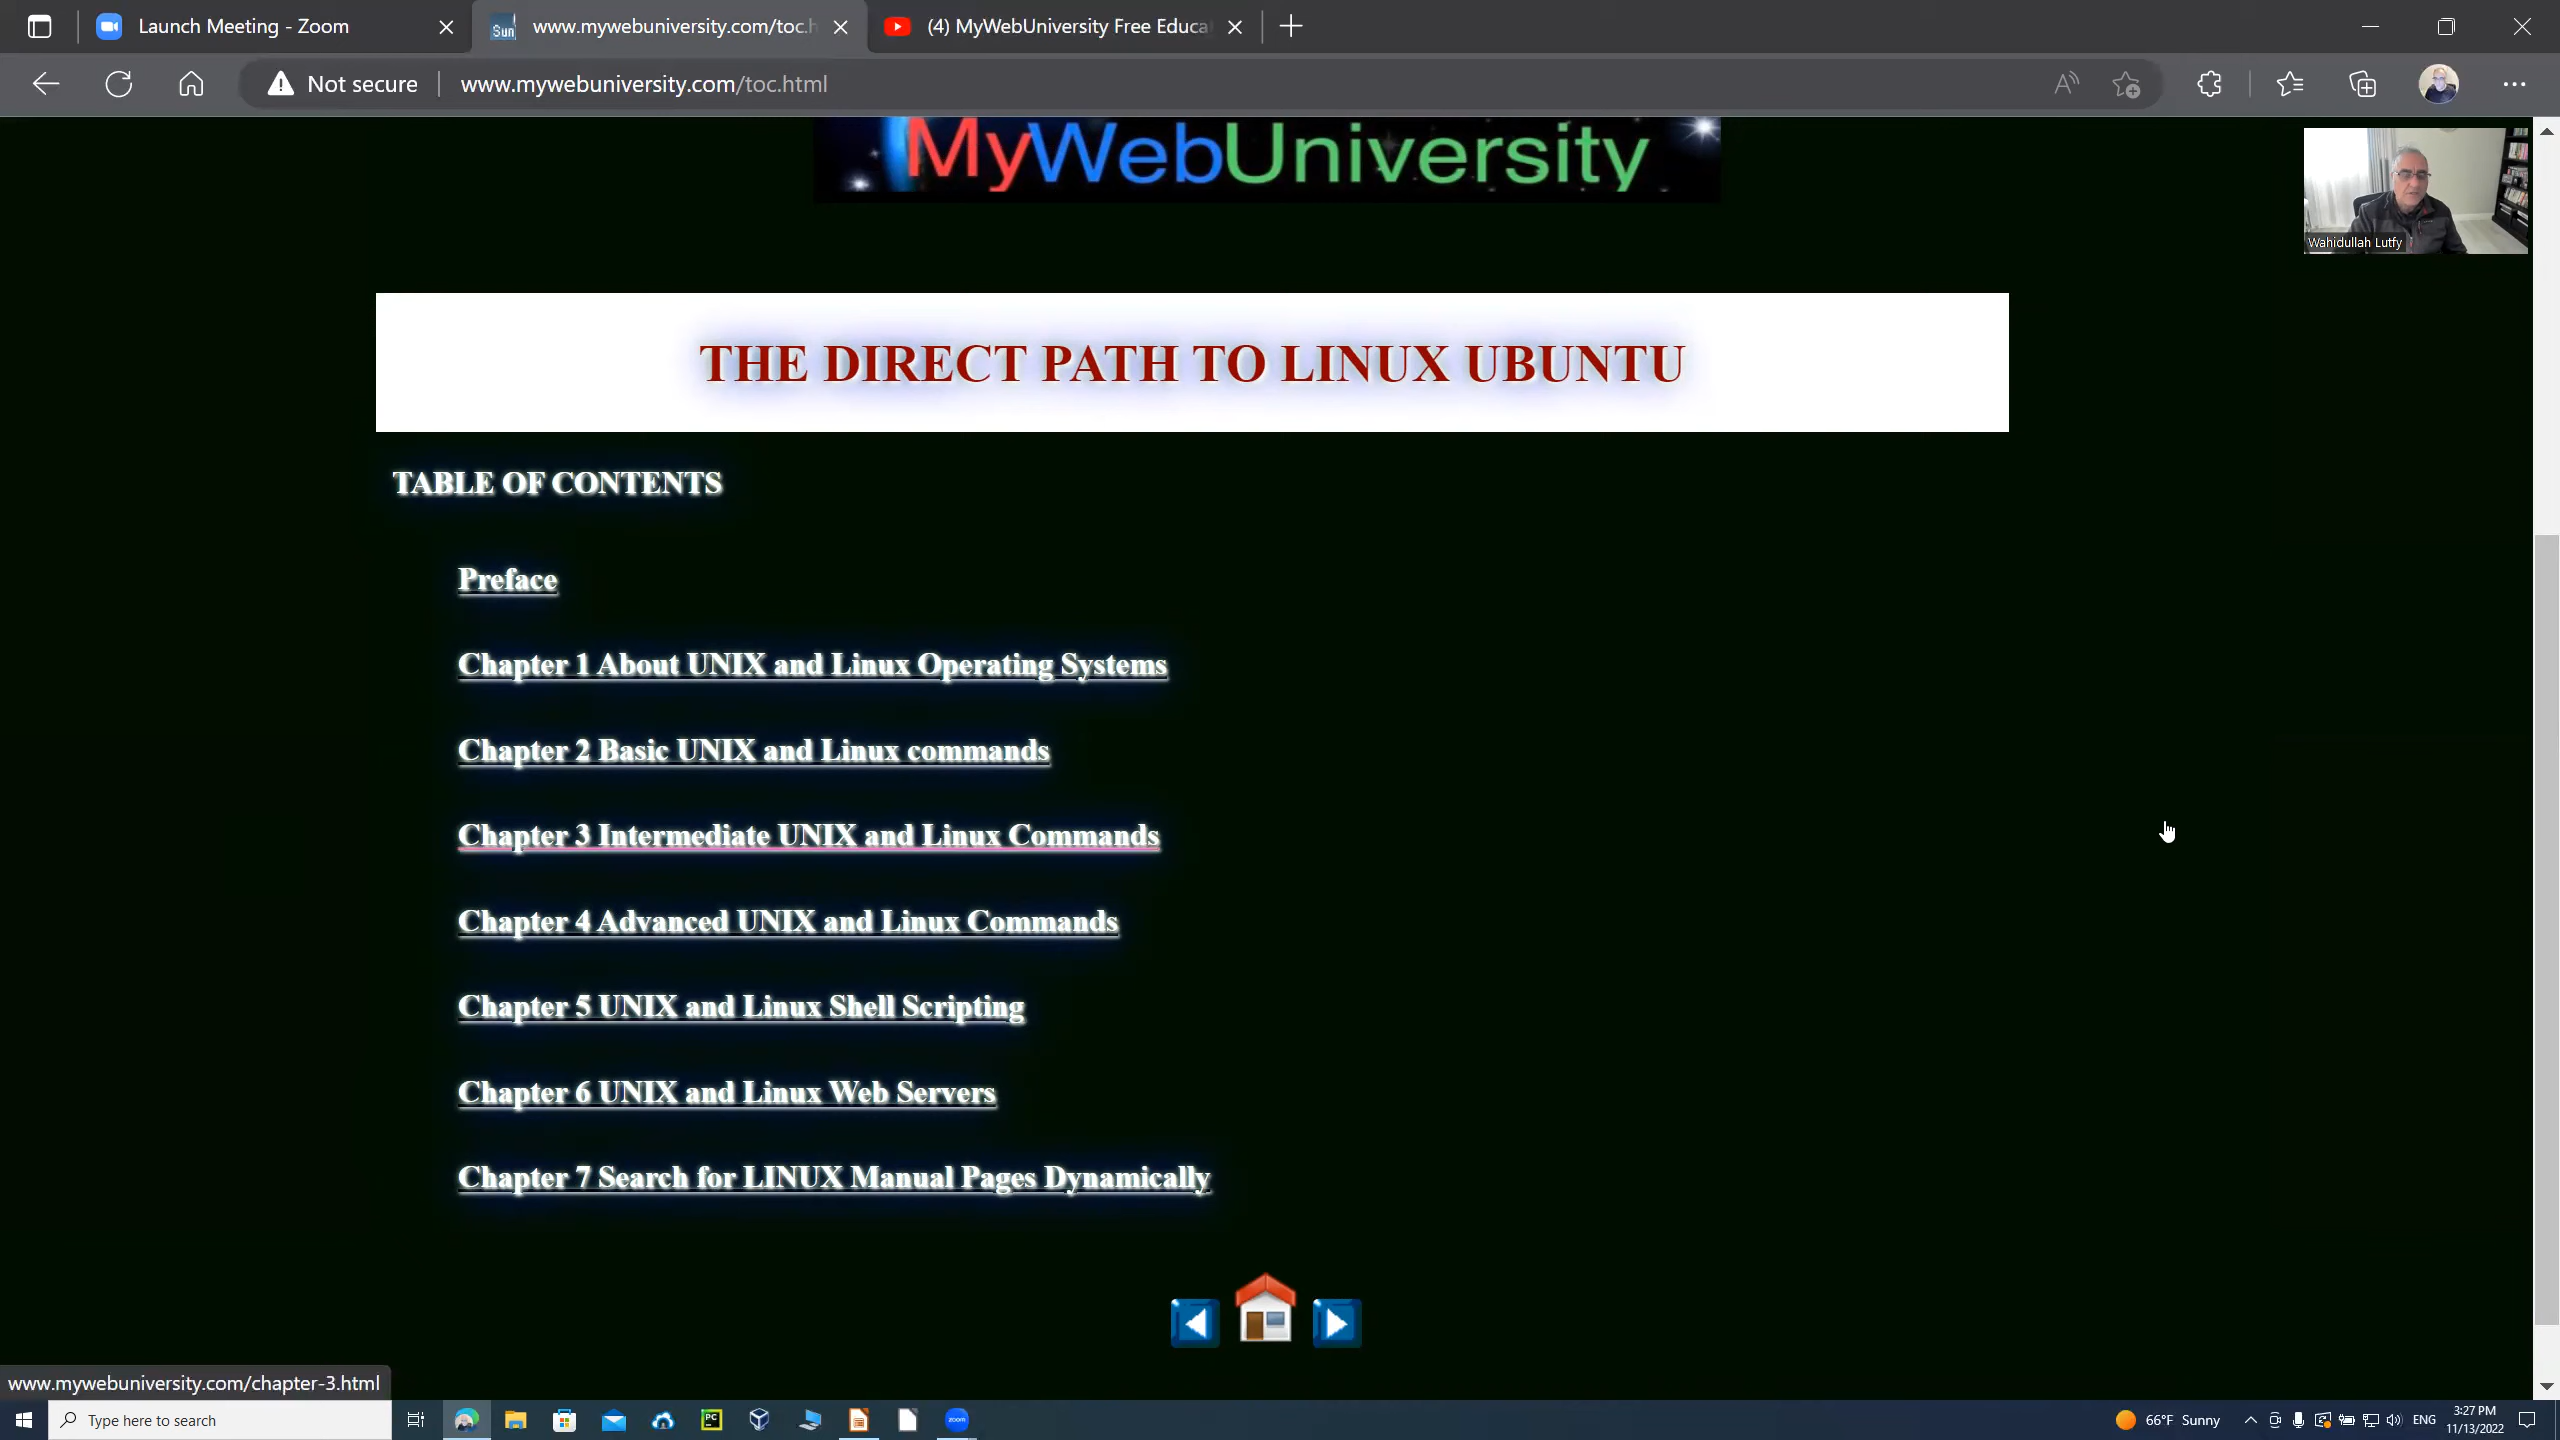 Launch Meeting - Zoom
Sun
www.mywebuniversity.com/toc.h
(4) MyWebUniversity Free Educa
Not secure
www.mywebuniversity.com/toc.html
MyWebUniversity
Wahidullah Lutfy
THE DIRECT PATH TO LINUX UBUNTU
TABLE OF CONTENTS
Preface
Chapter 1 About UNIX and Linux Operating Systems
Chapter 2 Basic UNIX and Linux commands
Chapter 3 Intermediate UNIX and Linux Commands
Chapter 4 Advanced UNIX and Linux Commands
Chapter 5 UNIX and Linux Shell Scripting
Chapter 6 UNIX and Linux Web Servers
Chapter 7 Search for LINUX Manual Pages Dynamically
www.mywebuniversity.com/chapter-3.html
Type here to search
PC
zoom
66°F Sunny
ENG
3:27 PM
11/13/2022